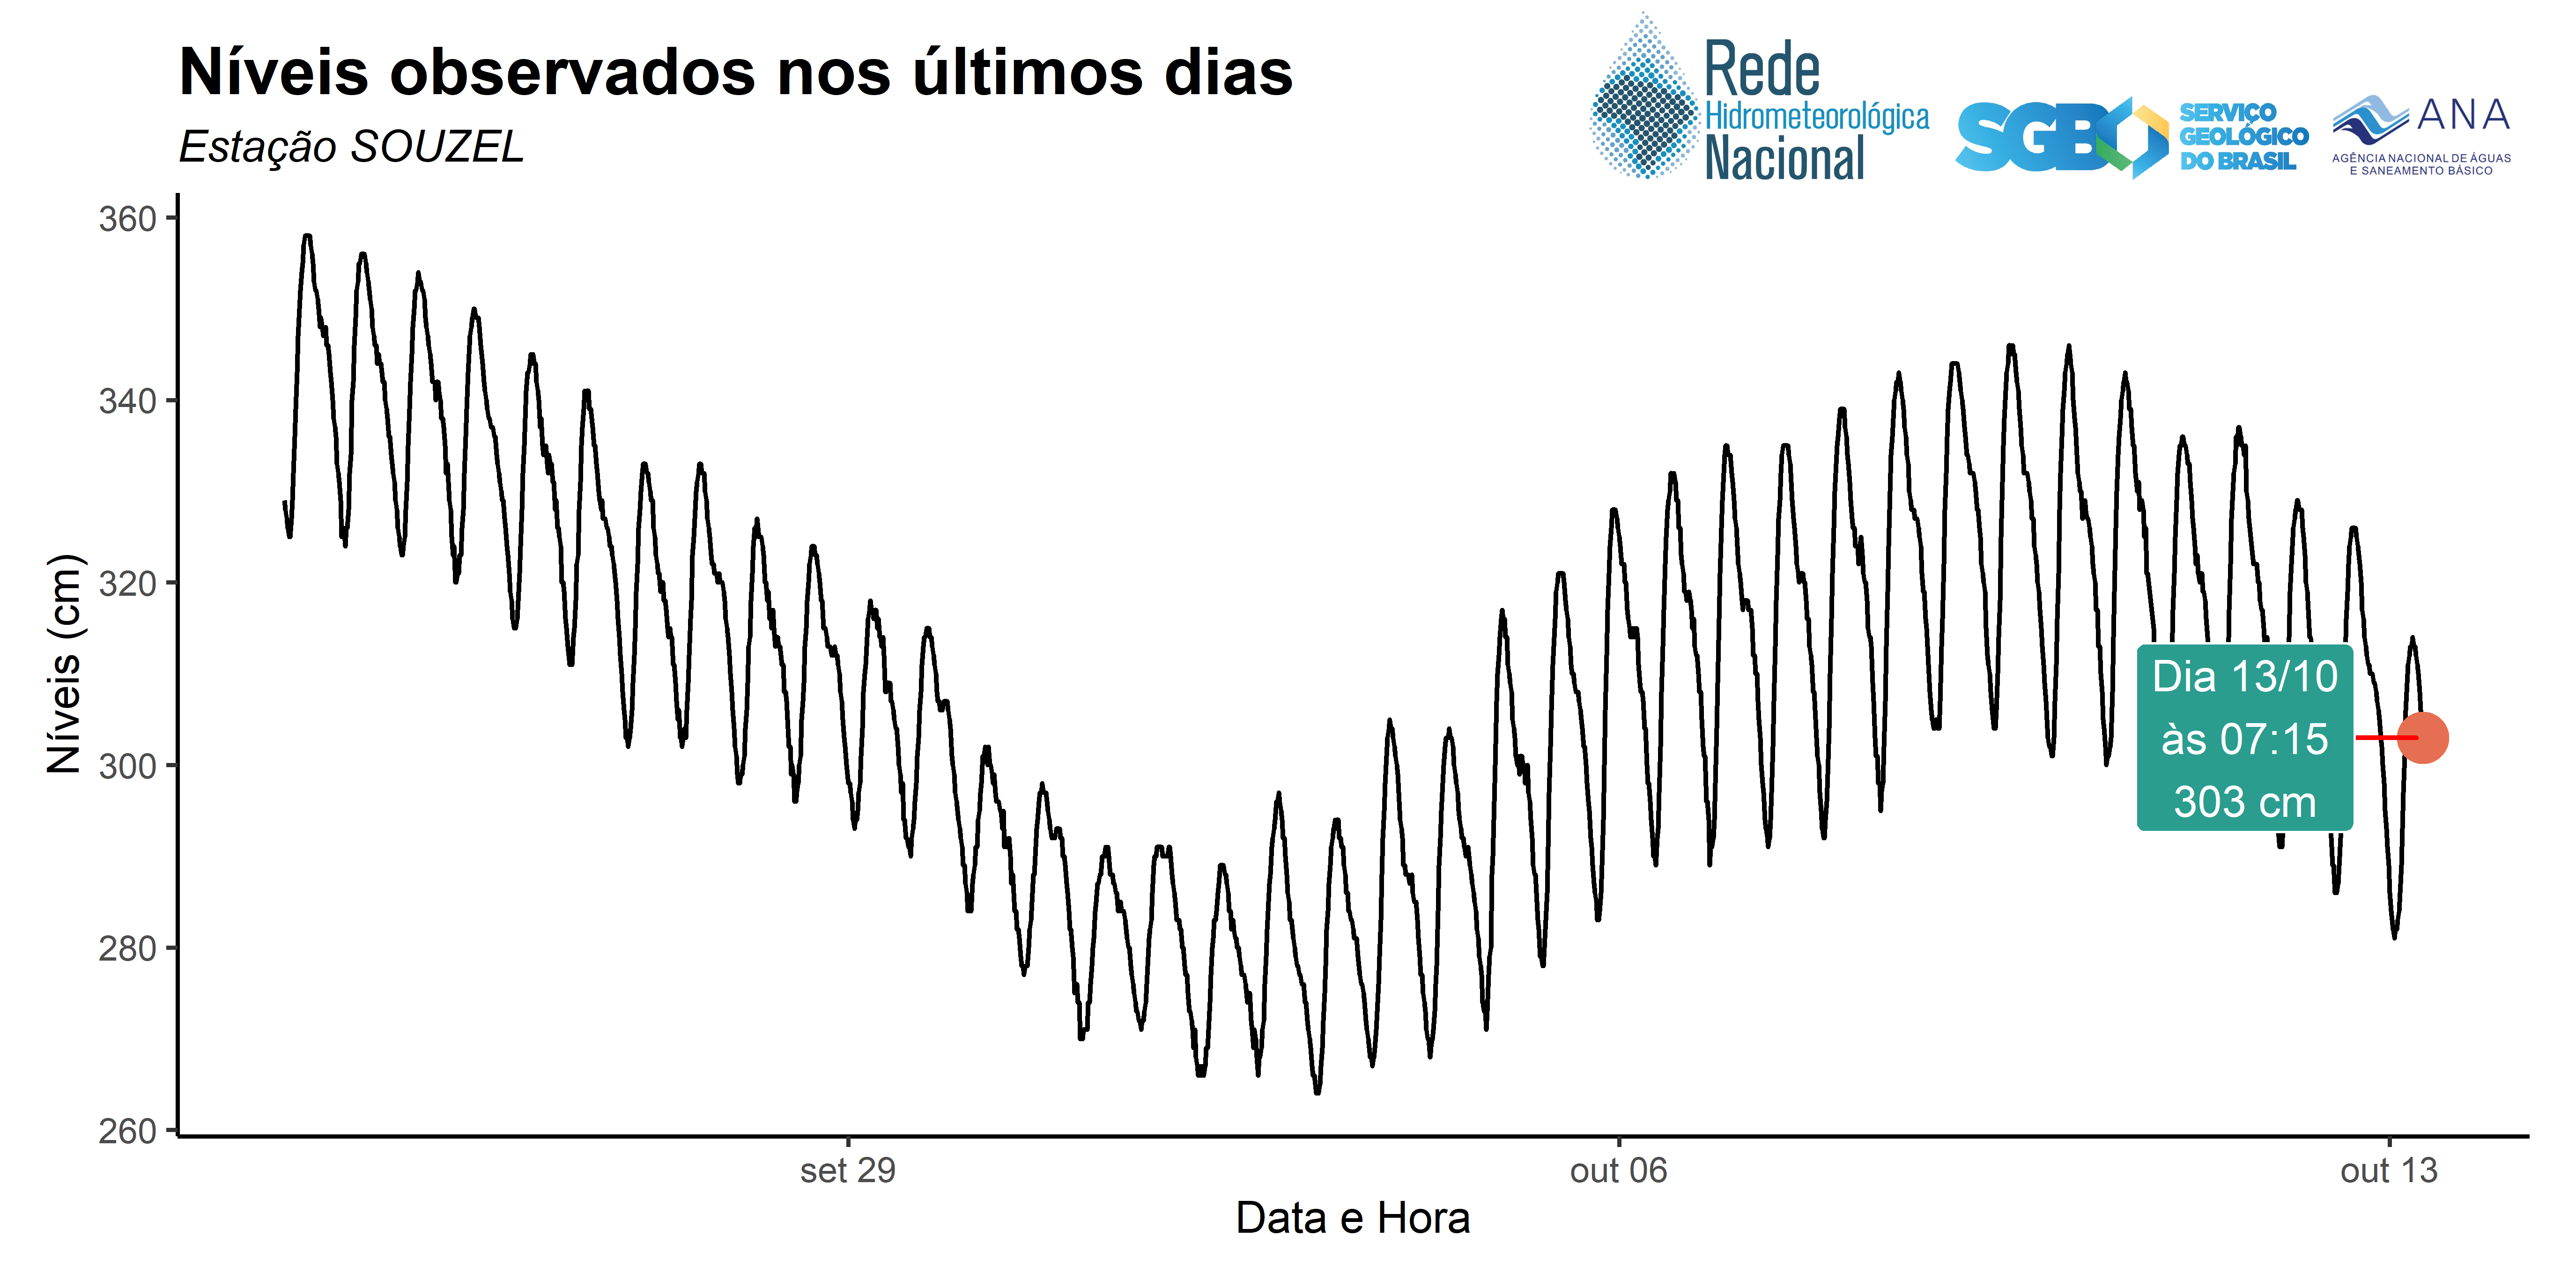 Níveis observados nos últimos dias
Estação SOUZEL
Rede
Hidrometeorológica
Nacional
SGB
SERVIÇO
GEOLÓGICO
DO BRASIL
ANA
AGÊNCIA NACIONAL DE ÁGUAS
E SANEAMENTO BÁSICO
Níveis (cm)
360
340
320
300
280
260
Dia 13/10
às 07:15
303 cm
set 29
out 06
out 13
Data e Hora